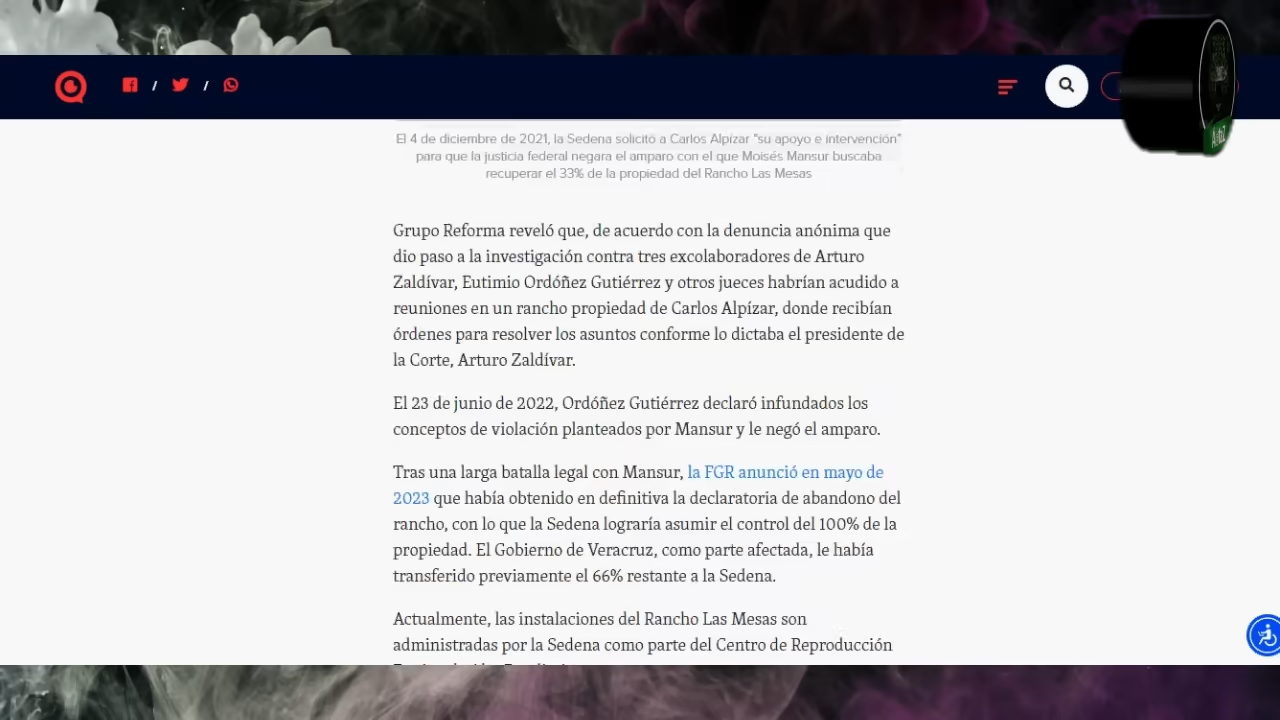 / /
El 4 de diciembre de 2021, la Sedena solicitó a Carlos Alpízar "su apoyo e intervención"
para que la justicia federal negara el amparo con el que Moisés Mansur buscaba
recuperar el 33% de la propiedad del Rancho Las Mesas
Grupo Reforma reveló que, de acuerdo con la denuncia anónima que
dio paso a la investigación contra tres excolaboradores de Arturo
Zaldívar, Eutimio Ordóñez Gutiérrez y otros jueces habrían acudido a
reuniones en un rancho propiedad de Carlos Alpízar, donde recibían
órdenes para resolver los asuntos conforme lo dictaba el presidente de
la Corte, Arturo Zaldívar.
El 23 de junio de 2022, Ordóñez Gutiérrez declaró infundados los
conceptos de violación planteados por Mansur y le negó el amparo.
Tras una larga batalla legal con Mansur, la FGR anunció en mayo de
2023 que había obtenido en definitiva la declaratoria de abandono del
rancho, con lo que la Sedena lograría asumir el control del 100% de la
propiedad. El Gobierno de Veracruz, como parte afectada, le había
transferido previamente el 66% restante a la Sedena.
Actualmente, las instalaciones del Rancho Las Mesas son
administradas por la Sedena como parte del Centro de Reproducción